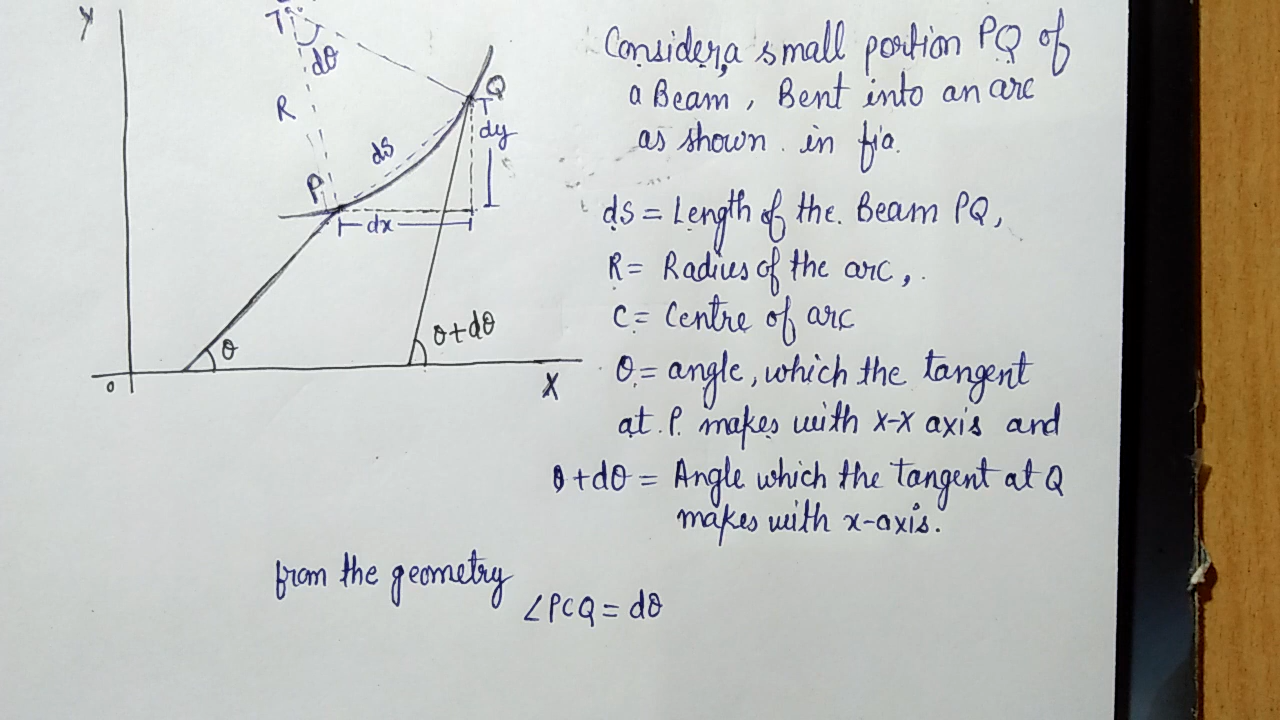 Y
dθ
R
Q
ds
dy
P
dx
θ
θ+dθ
o
X
Consider,a small portion PQ of
a Beam, Bent into an arc
as shown. in fia.
ds = Length of the. Beam PQ,
R = Radius of the arc,.
C = Centre of arc
θ = angle, which the tangent
at. P. makes with x-x axis and
θ+dθ = Angle which the tangent at Q
makes with x-axis.
from the geometry
∠PCQ = dθ